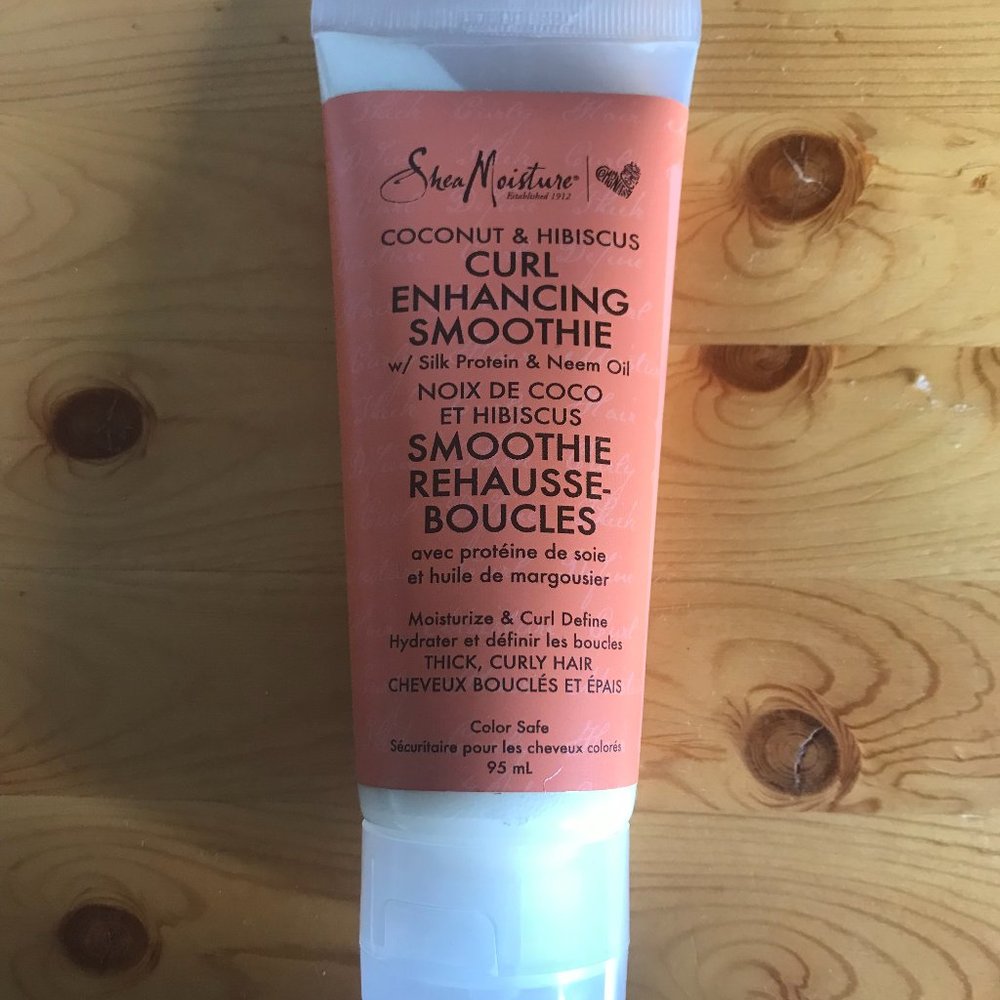 SheaMoisture®
Established 1912
COCONUT & HIBISCUS
CURL
ENHANCING
SMOOTHIE
w/ Silk Protein & Neem Oil
NOIX DE COCO
ET HIBISCUS
SMOOTHIE
REHAUSSE-
BOUCLES
avec protéine de soie
et huile de margousier
Moisturize & Curl Define
Hydrater et définir les boucles
THICK, CURLY HAIR
CHEVEUX BOUCLÉS ET ÉPAIS
Color Safe
Sécuritaire pour les cheveux colorés
95 mL